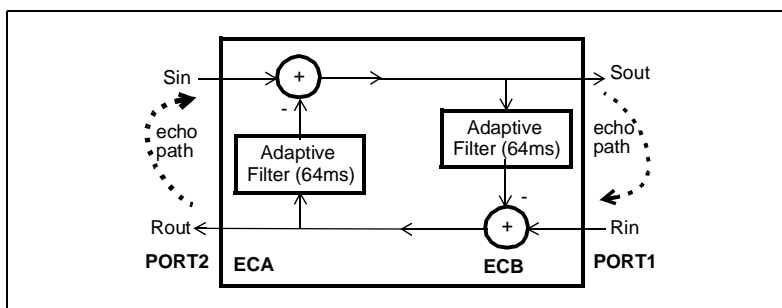 Sin
+
Sout
-
echo
path
Adaptive
Filter (64ms)
Adaptive
Filter (64ms)
echo
path
-
Rout
+
Rin
PORT2
ECA
ECB
PORT1